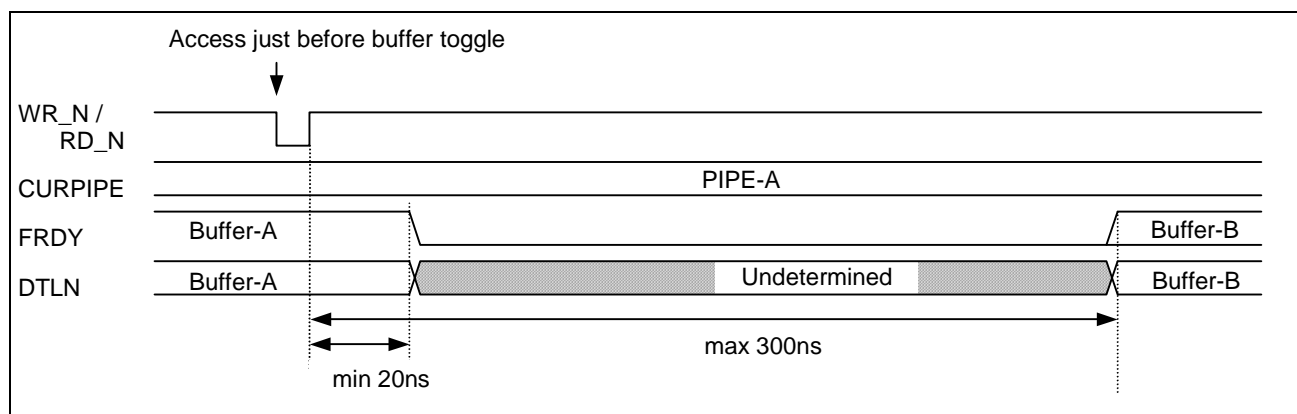 Access just before buffer toggle
WR_N /
RD_N
CURPIPE
PIPE-A
FRDY
Buffer-A
Buffer-B
DTLN
Buffer-A
Undetermined
Buffer-B
max 300ns
min 20ns